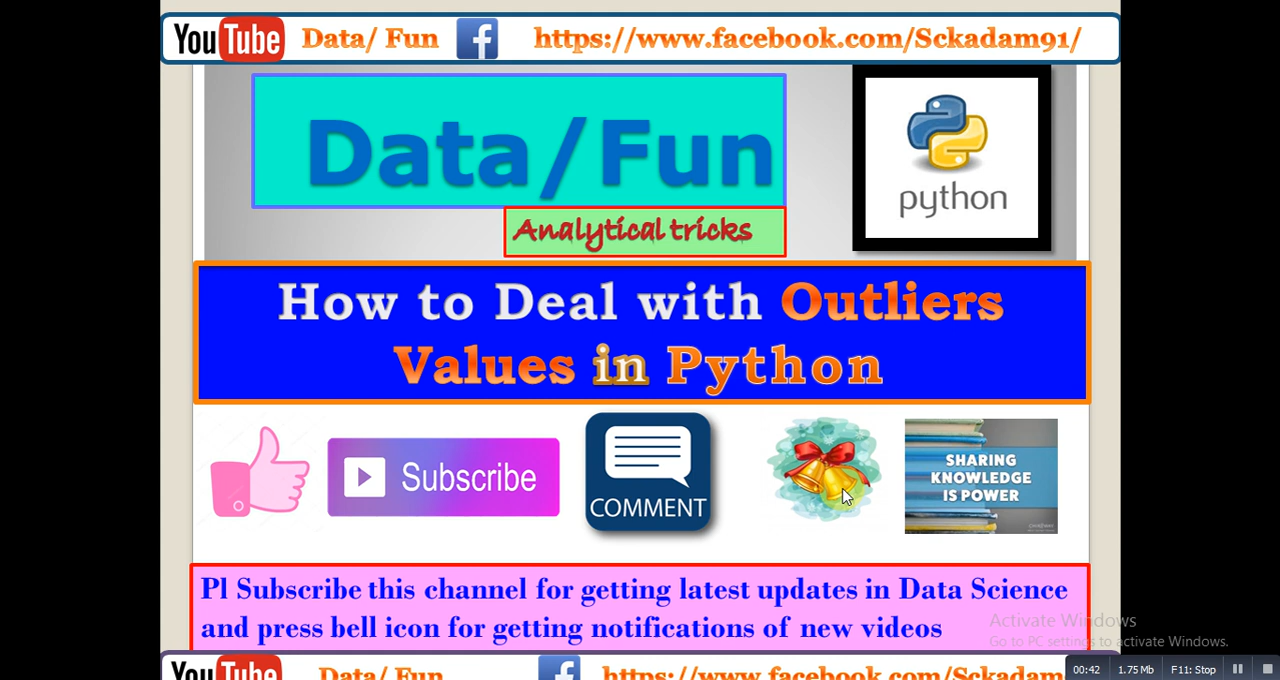 YouTube Data/ Fun f https://www.facebook.com/Sckadam91/
Data/Fun
Analytical tricks
python
How to Deal with Outliers
Values in Python
Subscribe
COMMENT
SHARING
KNOWLEDGE
IS POWER
Pl Subscribe this channel for getting latest updates in Data Science
and press bell icon for getting notifications of new videos
Activate Windows
Go to PC settings to activate Windows.
YouTube Data/ Fun f https://www.facebook.com/Sckadam
00:42 1.75 Mb F11: Stop